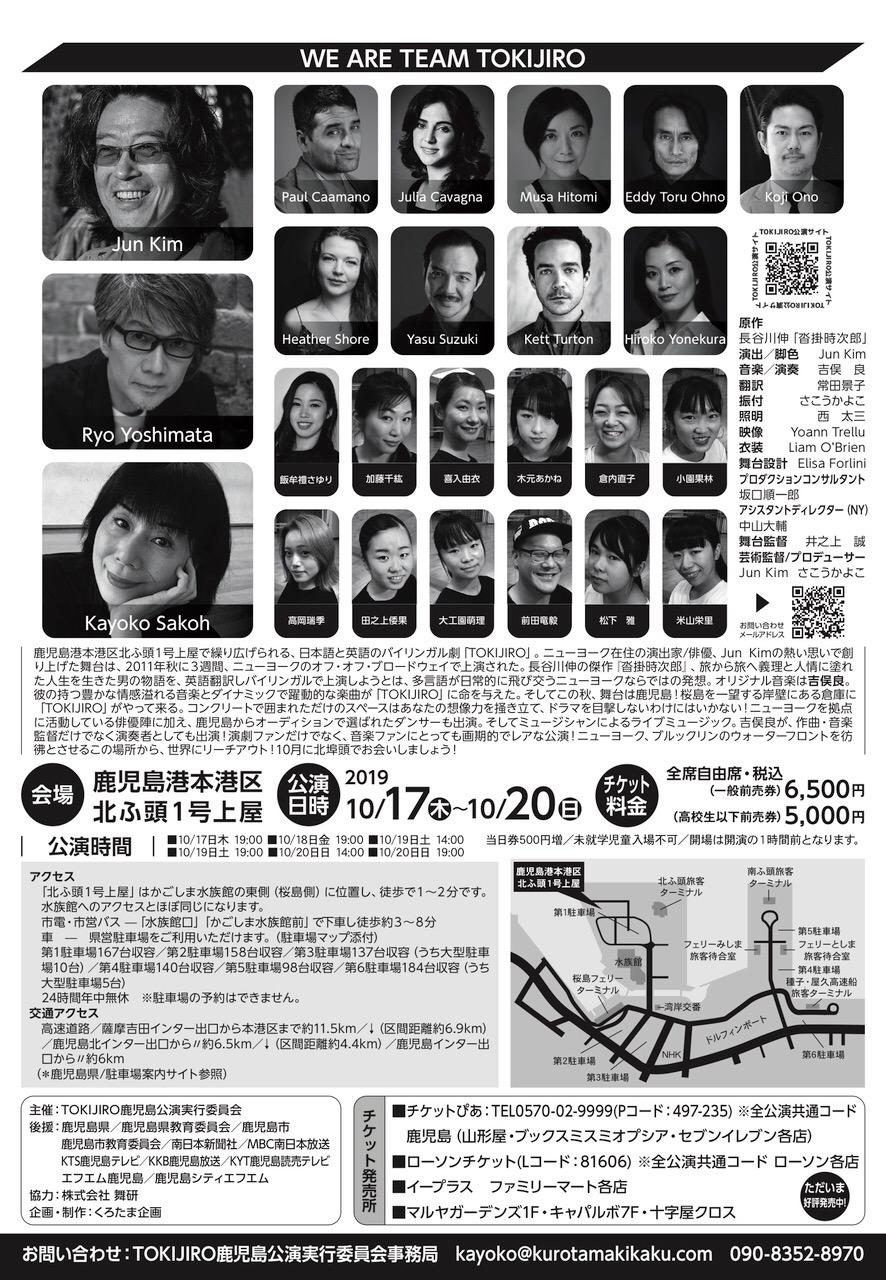 WE ARE TEAM TOKIJIRO
Jun Kim
Ryo Yoshimata
Kayoko Sakoh
Paul Caamano
Julia Cavagna
Musa Hitomi
Eddy Toru Ohno
Koji Ono
Heather Shore
Yasu Suzuki
Kett Turton
Hiroko Yonekura
飯牟禮さゆり
加藤千紘
喜入由衣
木元あかね
倉内直子
小園果林
高岡瑞季
田之上倭果
大工園萌理
前田竜毅
松下　雅
米山栄里
TOKIJIRO公演サイト
TOKIJIRO公演サイト
TOKIJIRO公演サイト
TOKIJIRO公演サイト
原作
長谷川伸「沓掛時次郎」
演出／脚色　Jun Kim
音楽／演奏　吉俣　良
翻訳　常田景子
振付　さこうかよこ
照明　西　太三
映像　Yoann Trellu
衣装　Liam O'Brien
舞台設計　Elisa Forlini
プロダクションコンサルタント
坂口順一郎
アシスタントディレクター(NY)
中山大輔
舞台監督　井之上　誠
芸術監督/プロデューサー
Jun Kim　さこうかよこ
お問い合わせ
メールアドレス
鹿児島港本港区北ふ頭1号上屋で繰り広げられる、日本語と英語のバイリンガル劇「TOKIJIRO」。ニューヨーク在住の演出家/俳優、Jun Kimの熱い思いで創
り上げた舞台は、2011年秋に3週間、ニューヨークのオフ・オフ・ブロードウェイで上演された。長谷川伸の傑作「沓掛時次郎」、旅から旅へ義理と人情に塗れ
た人生を生きた男の物語を、英語翻訳しバイリンガルで上演しようとは、多言語が日常的に飛び交うニューヨークならではの発想。オリジナル音楽は吉俣良。
彼の持つ豊かな情感溢れる音楽とダイナミックで躍動的な楽曲が「TOKIJIRO」に命を与えた。そしてこの秋、舞台は鹿児島！桜島を一望する岸壁にある倉庫に
「TOKIJIRO」がやって来る。コンクリートで囲まれただけのスペースはあなたの想像力を掻き立て、ドラマを目撃しないわけにはいかない！ニューヨークを拠点
に活動している俳優陣に加え、鹿児島からオーディションで選ばれたダンサーも出演。そしてミュージシャンによるライブミュージック。吉俣良が、作曲・音楽
監督だけでなく演奏者としても出演！演劇ファンだけでなく、音楽ファンにとっても画期的でレアな公演！ニューヨーク、ブルックリンのウォーターフロントを彷
彿とさせるこの場所から、世界にリーチアウト！10月に北埠頭でお会いしましょう！
会場
鹿児島港本港区
北ふ頭1号上屋
公演
日時
2019
10/17木～10/20日
チケット
料金
全席自由席・税込
(一般前売券) 6,500円
(高校生以下前売券) 5,000円
公演時間
■10/17日木 19:00 ■10/18日金 19:00 ■10/19日土 14:00
■10/19日土 19:00 ■10/20日日 14:00 ■10/20日日 19:00
当日券500円増／未就学児童入場不可／開場は開演の1時間前となります。
アクセス
「北ふ頭1号上屋」はかごしま水族館の東側（桜島側）に位置し、徒歩で1～2分です。
水族館へのアクセスとほぼ同じになります。
市電・市営バス ―「水族館口」「かごしま水族館前」で下車し徒歩約3～8分
車　―　県営駐車場をご利用いただけます。（駐車場マップ添付）
第1駐車場167台収容／第2駐車場158台収容／第3駐車場137台収容（うち大型駐車
場10台）／第4駐車場140台収容／第5駐車場98台収容／第6駐車場184台収容（うち
大型駐車場5台）
24時間年中無休　※駐車場の予約はできません。
交通アクセス
高速道路／薩摩吉田インター出口から本港区まで約11.5km／↓（区間距離約6.9km）
／鹿児島北インター出口から〃約6.5km／↓（区間距離約4.4km）／鹿児島インター出
口から〃約6km
（＊鹿児島県/駐車場案内サイト参照）
鹿児島港本港区
北ふ頭1号上屋
北ふ頭旅客
ターミナル
南ふ頭旅客
ターミナル
第1駐車場
第5駐車場
フェリーみしま
旅客待合室
フェリーとしま
旅客待合室
水族館
第4駐車場
桜島フェリー
ターミナル
種子・屋久高速船
旅客ターミナル
湾岸交番
ドルフィンポート
第2駐車場
NHK
第6駐車場
第3駐車場
主催：TOKIJIRO鹿児島公演実行委員会
後援：鹿児島県／鹿児島県教育委員会／鹿児島市
鹿児島市教育委員会／南日本新聞社／MBC南日本放送
KTS鹿児島テレビ／KKB鹿児島放送／KYT鹿児島読売テレビ
エフエム鹿児島／鹿児島シティエフエム
協力：株式会社 舞研
企画・制作：くろたま企画
チケット発売所
■チケットぴあ：TEL0570-02-9999(Pコード：497-235) ※全公演共通コード
鹿児島（山形屋・ブックスミスミオプシア・セブンイレブン各店）
■ローソンチケット(Lコード：81606) ※全公演共通コード ローソン各店
■イープラス　ファミリーマート各店
■マルヤガーデンズ1F・キャパルボ7F・十字屋クロス
ただいま
好評発売中！
お問い合わせ：TOKIJIRO鹿児島公演実行委員会事務局　kayoko@kurotamakikaku.com　090-8352-8970